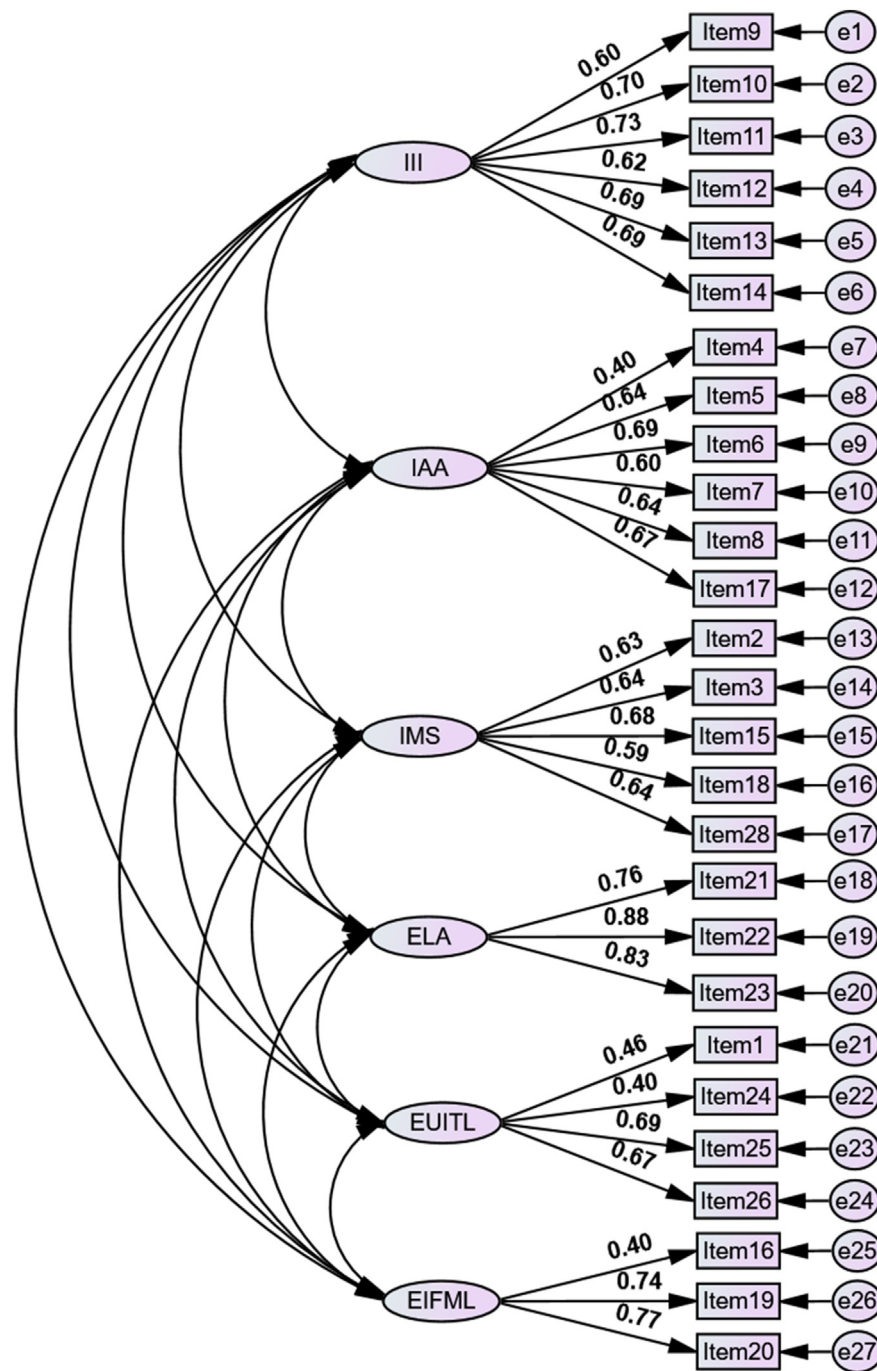 Item9 e1
0.60
Item10 e2
0.70
Item11 e3
0.73
III
Item12 e4
0.62
Item13 e5
0.69
Item14 e6
0.69
Item4 e7
0.40
Item5 e8
0.64
Item6 e9
0.69
IAA
Item7 e10
0.60
Item8 e11
0.64
Item17 e12
0.67
Item2 e13
0.63
Item3 e14
0.64
IMS
Item15 e15
0.68
Item18 e16
0.59
Item28 e17
0.64
Item21 e18
0.76
ELA
Item22 e19
0.88
Item23 e20
0.83
Item1 e21
0.46
Item24 e22
0.40
EUITL
Item25 e23
0.69
Item26 e24
0.67
Item16 e25
0.40
EIFML
Item19 e26
0.74
Item20 e27
0.77